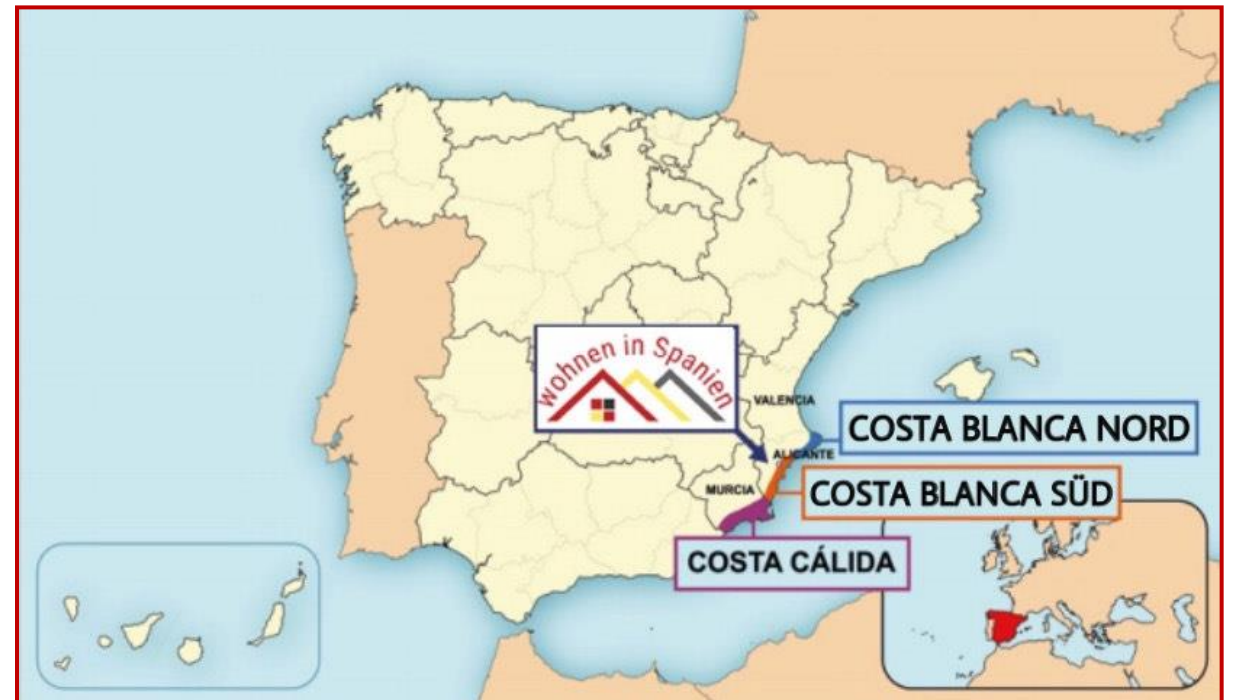 wohnen in Spanien
VALENCIA
COSTA BLANCA NORD
ALICANTE
COSTA BLANCA SÜD
MURCIA
COSTA CÁLIDA